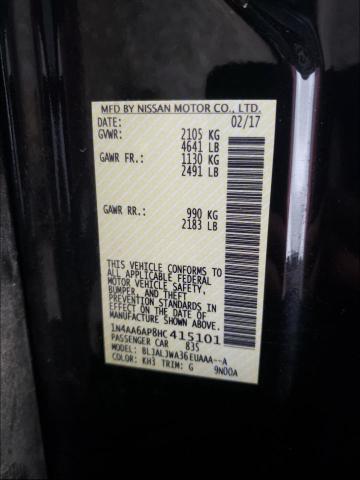 MFD BY NISSAN MOTOR CO., LTD.
DATE: 02/17
GVWR: 2105 KG
4641 LB
GAWR FR.: 1130 KG
2491 LB
GAWR RR.: 990 KG
2183 LB
THIS VEHICLE CONFORMS TO
ALL APPLICABLE FEDERAL
MOTOR VEHICLE SAFETY,
BUMPER, AND THEFT
PREVENTION STANDARDS
IN EFFECT ON THE DATE OF
MANUFACTURE SHOWN
ABOVE.
1N4AA6AP8HC415101
PASSENGER CAR 835
MODEL: BLJALJWA36EUAAA--A
COLOR: KH3 TRIM: G 9N00A